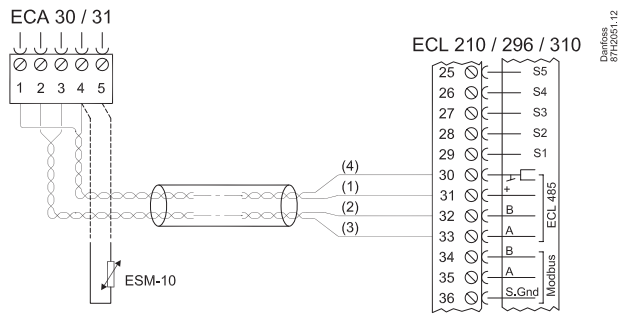 ECA 30 / 31
1 2 3 4 5
ESM-10
(4)
(1)
(2)
(3)
ECL 210 / 296 / 310
25 S5
26 S4
27 S3
28 S2
29 S1
30
31 +
32 B
33 A
ECL 485
34 B
35 A
36 S.Gnd
Modbus
Danfoss
87H2051.12